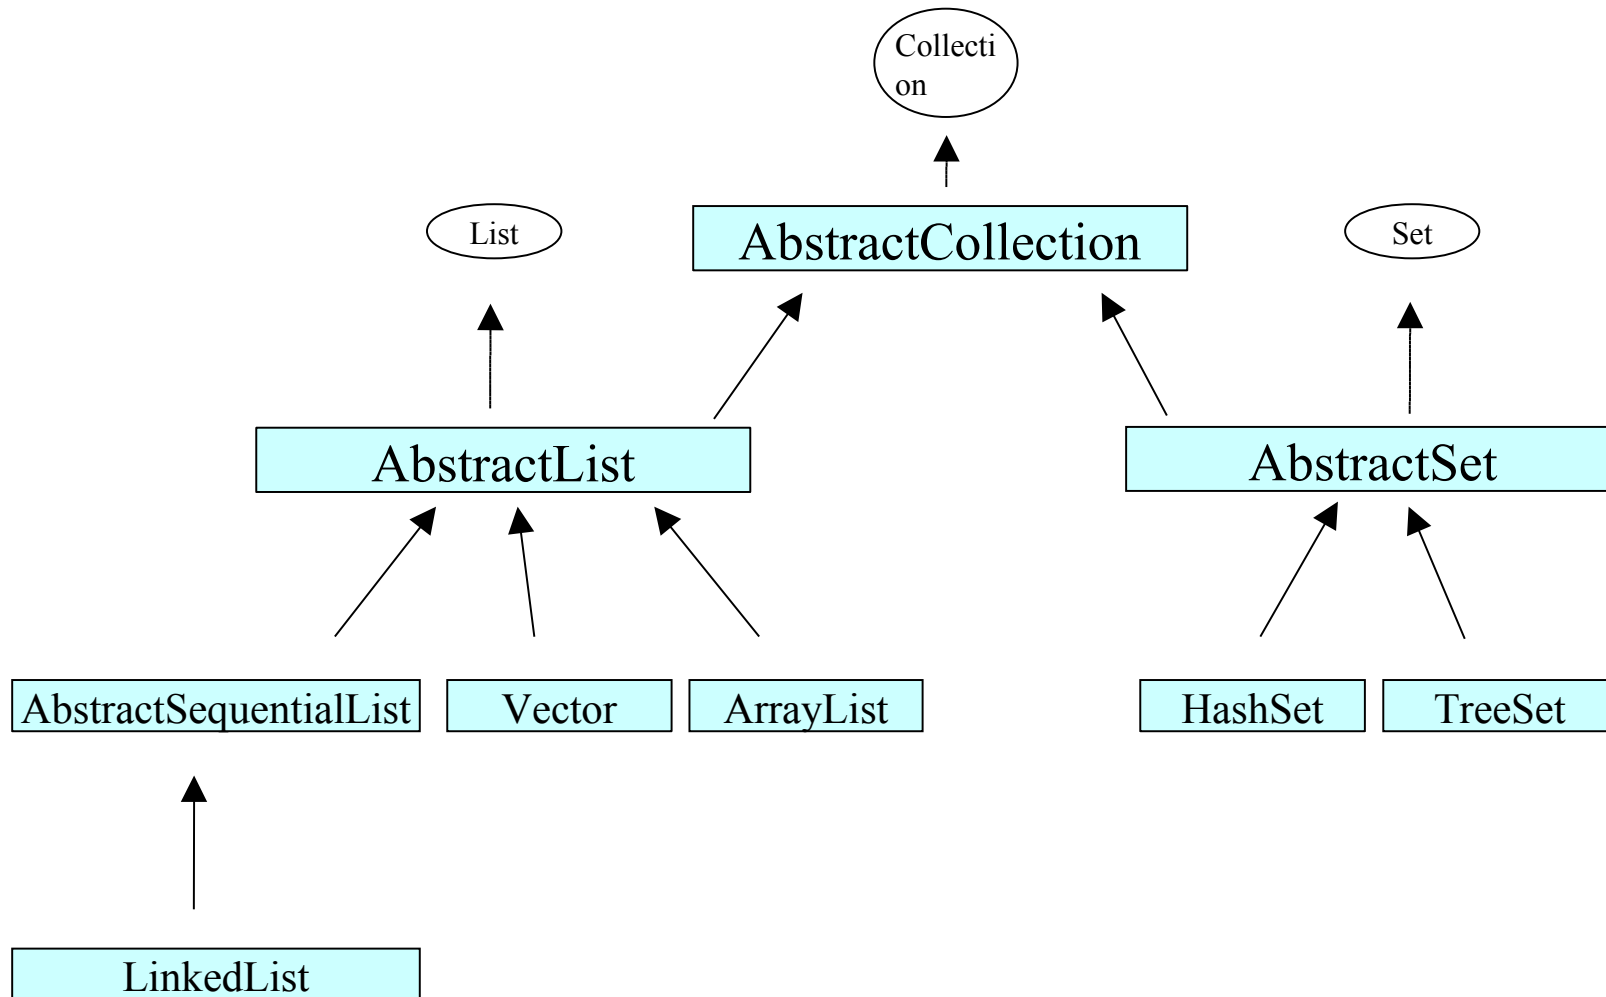 Collecti
on
List
AbstractCollection
Set
AbstractList
AbstractSet
AbstractSequentialList
Vector
ArrayList
HashSet
TreeSet
LinkedList